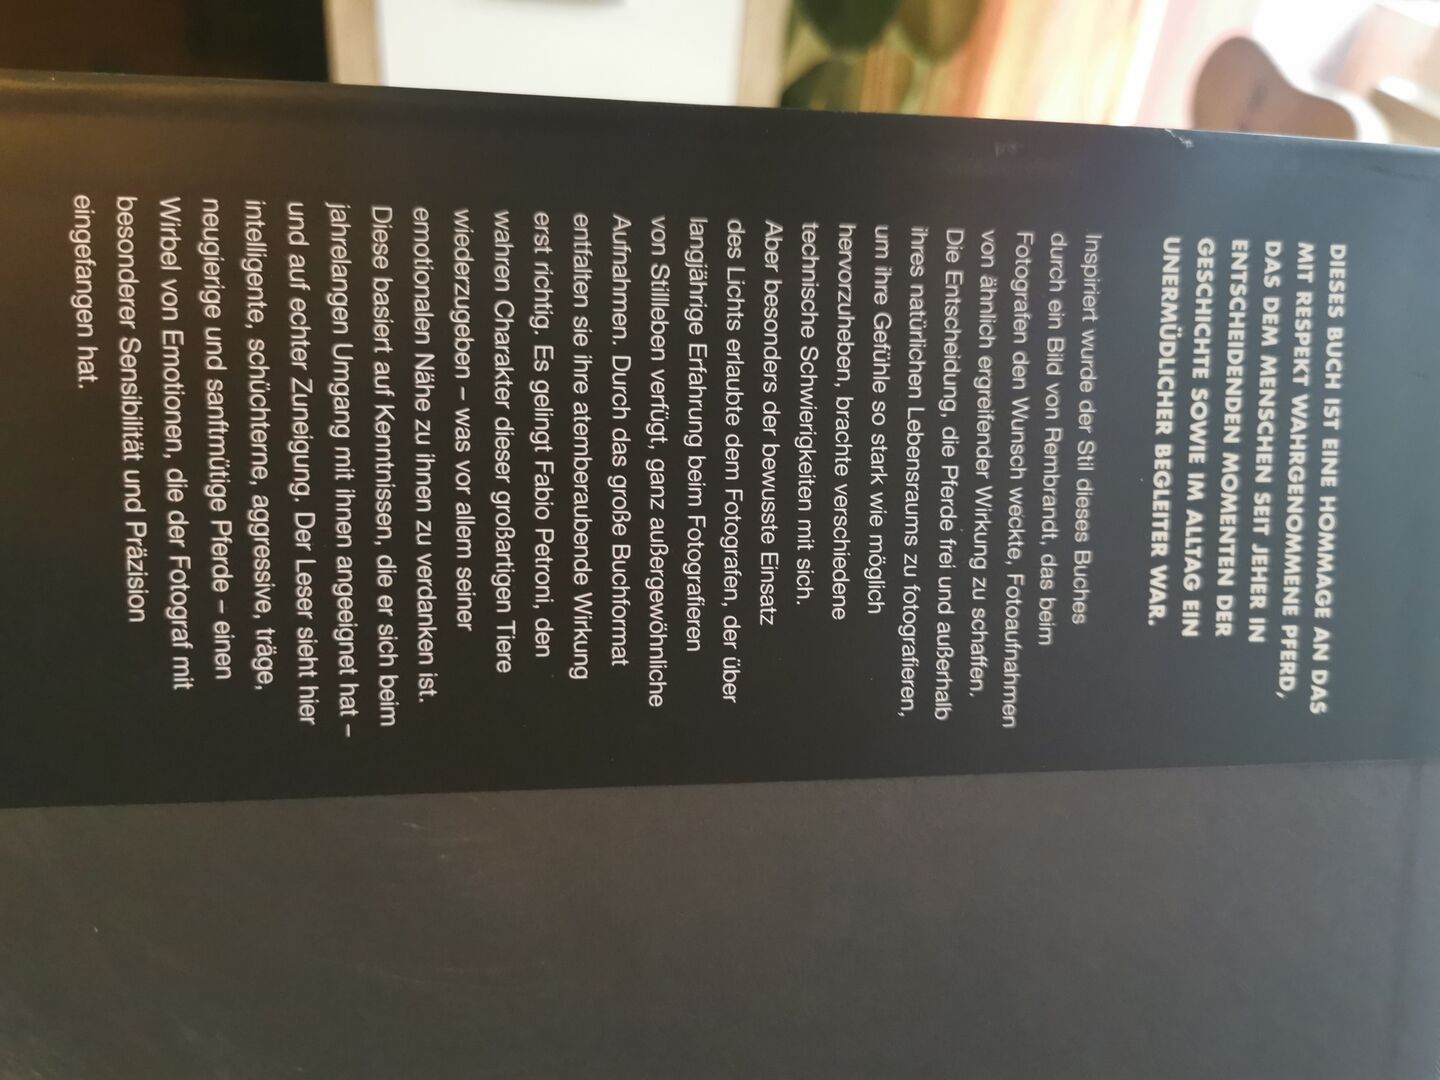 DIESES BUCH IST EINE HOMMAGE AN DAS
MIT RESPEKT WAHRGENOMMENE PFERD,
DAS DEM MENSCHEN SEIT JEHER IN
ENTSCHEIDENDEN MOMENTEN DER
GESCHICHTE SOWIE IM ALLTAG EIN
UNERMÜDLICHER BEGLEITER WAR.
Inspiriert wurde der Stil dieses Buches
durch ein Bild von Rembrandt, das beim
Fotografen den Wunsch weckte, Fotoaufnahmen
von ähnlich ergreifender Wirkung zu schaffen.
Die Entscheidung, die Pferde frei und außerhalb
ihres natürlichen Lebensraums zu fotografieren,
um ihre Gefühle so stark wie möglich
hervorzuheben, brachte verschiedene
technische Schwierigkeiten mit sich.
Aber besonders der bewusste Einsatz
des Lichts erlaubte dem Fotografen, der über
langjährige Erfahrung beim Fotografieren
von Stillleben verfügt, ganz außergewöhnliche
Aufnahmen. Durch das große Buchformat
entfalten sie ihre atemberaubende Wirkung
erst richtig. Es gelingt Fabio Petroni, den
wahren Charakter dieser großartigen Tiere
wiederzugeben – was vor allem seiner
emotionalen Nähe zu ihnen zu verdanken ist.
Diese basiert auf Kenntnissen, die er sich beim
jahrelangen Umgang mit ihnen angeeignet hat –
und auf echter Zuneigung. Der Leser sieht hier
intelligente, schüchterne, aggressive, träge,
neugierige und sanftmütige Pferde – einen
Wirbel von Emotionen, die der Fotograf mit
besonderer Sensibilität und Präzision
eingefangen hat.